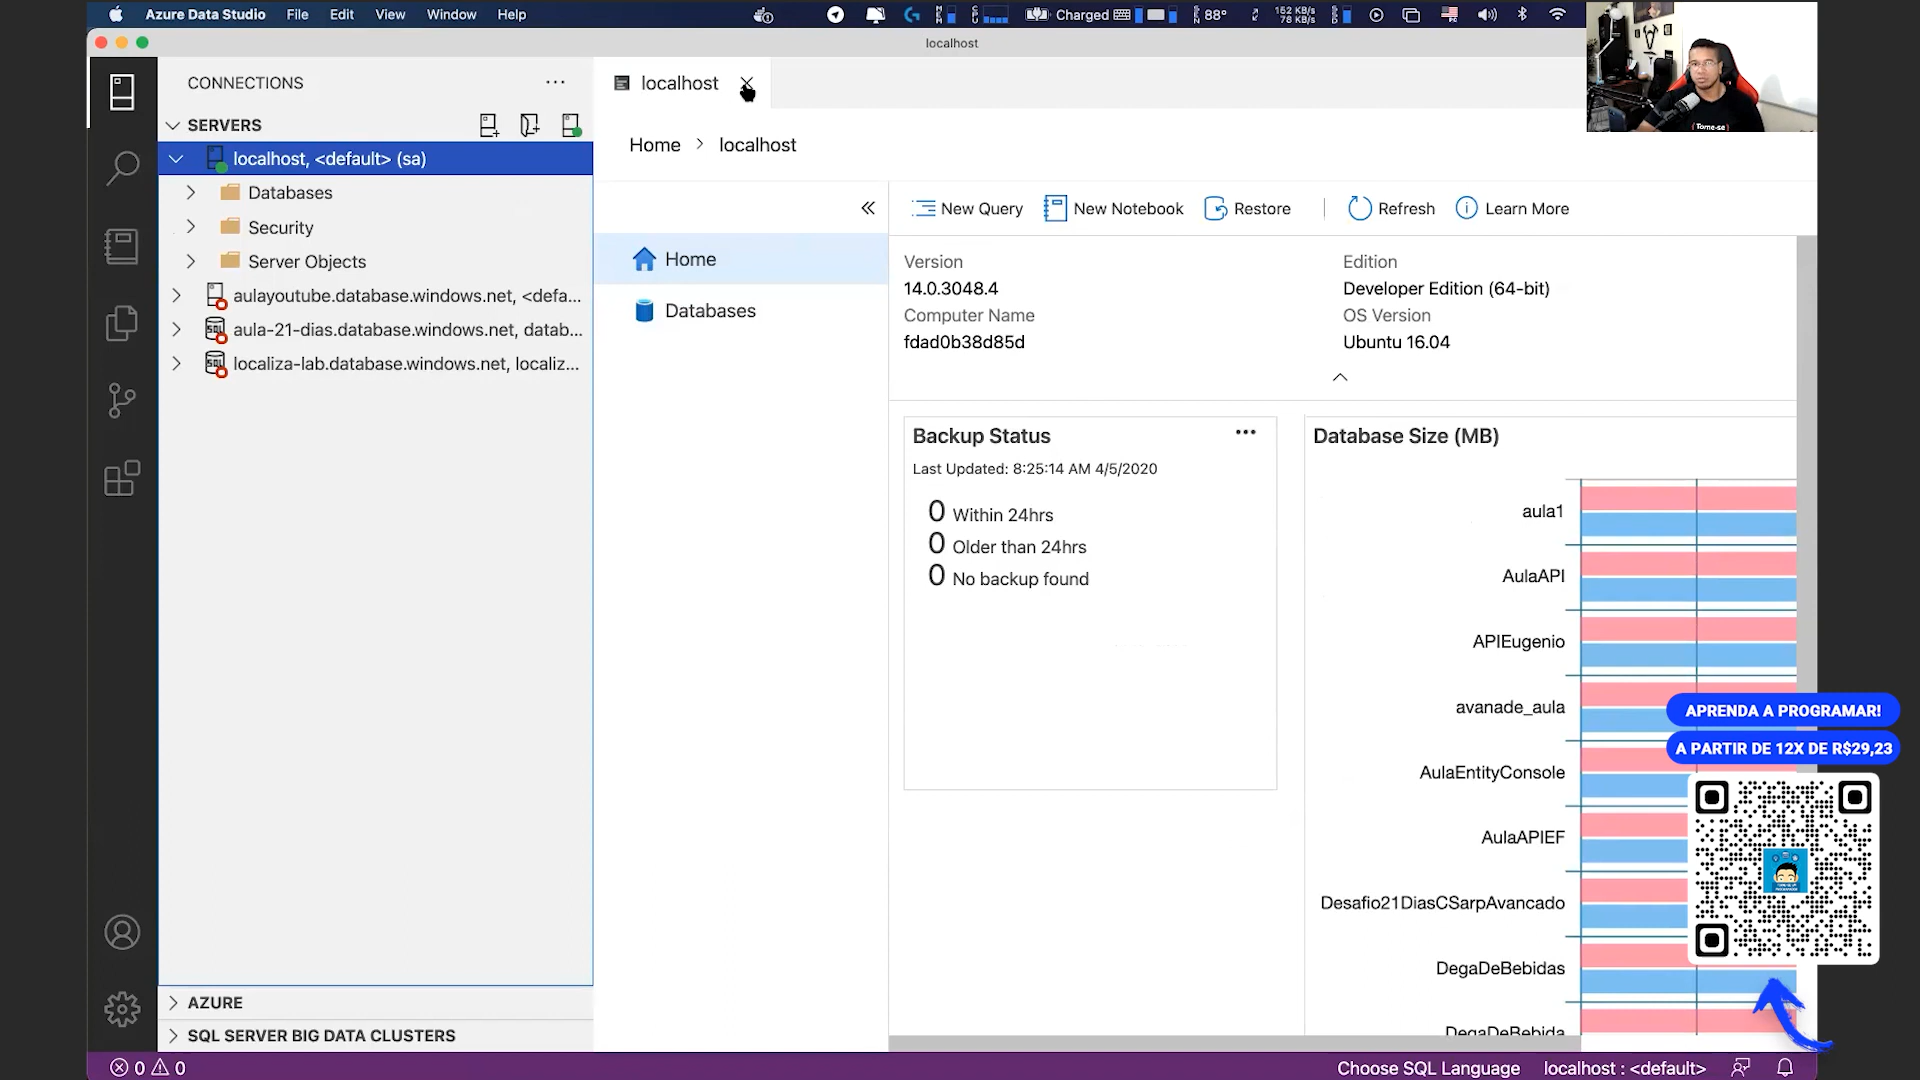 Azure Data Studio File Edit View Window Help
Charged 88° 152 KB/s 78 KB/s
localhost
CONNECTIONS
SERVERS
localhost, <default> (sa)
Databases
Security
Server Objects
aulayoutube.database.windows.net, <defa...
aula-21-dias.database.windows.net, datab...
localiza-lab.database.windows.net, localiz...
AZURE
SQL SERVER BIG DATA CLUSTERS
localhost
Home > localhost
New Query New Notebook Restore Refresh Learn More
Home
Databases
Version
14.0.3048.4
Computer Name
fdad0b38d85d
Edition
Developer Edition (64-bit)
OS Version
Ubuntu 16.04
Backup Status
Last Updated: 8:25:14 AM 4/5/2020
0 Within 24hrs
0 Older than 24hrs
0 No backup found
Database Size (MB)
aula1
AulaAPI
APIEugenio
avanade_aula
AulaEntityConsole
AulaAPIEF
Desafio21DiasCSarpAvancado
DegaDeBebidas
DegaDeBebida
APRENDA A PROGRAMAR!
A PARTIR DE 12X DE R$29,23
0 0
Choose SQL Language localhost : <default>